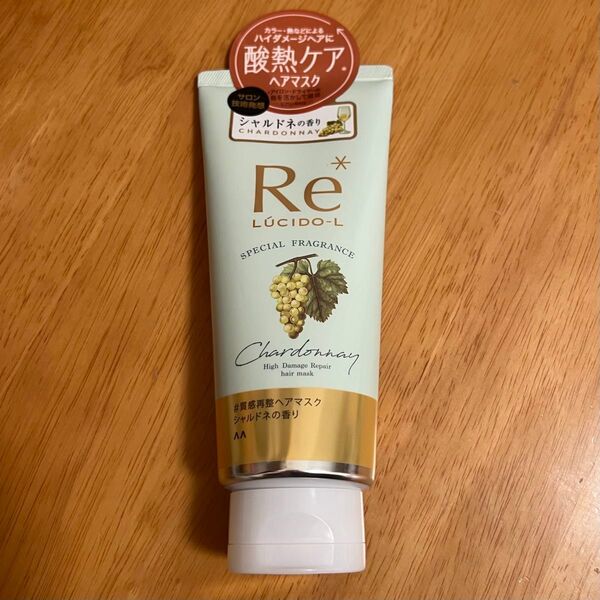 カラー・熱などによる
ハイダメージヘアに
酸熱ケア
ヘアマスク
サロン
技術発想
シャルドネの香り
CHARDONNAY
Re*
LÚCIDO-L
SPECIAL FRAGRANCE
Chardonnay
High Damage Repair
hair mask
#質感再整ヘアマスク
シャルドネの香り
ΛΛ